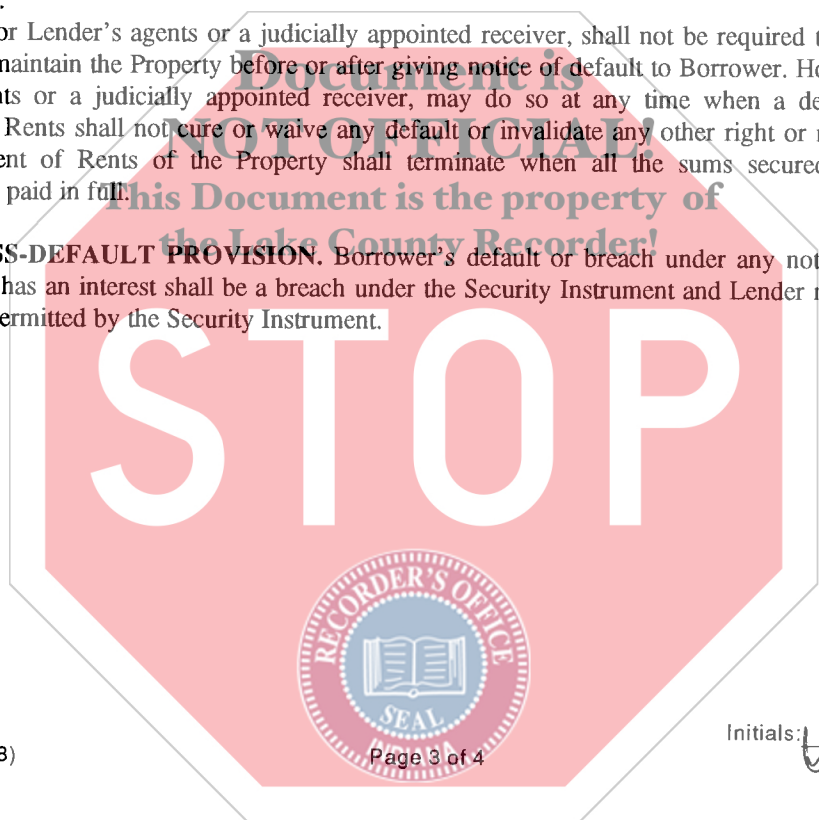 or Lender's agents or a judicially appointed receiver, shall not be required
maintain the Property before or after giving notice of default to Borrower.
or a judicially appointed receiver, may do so at any time when a
Rents shall not cure or waive any default or invalidate any other right or
of Rents of the Property shall terminate when all the sums secured
paid in full.
Document is
NOT OFFICIAL!
This Document is the property of
the Lake County Recorder!
SS-DEFAULT PROVISION. Borrower's default or breach under any
has an interest shall be a breach under the Security Instrument and Lender
ermitted by the Security Instrument.
STOP
RECORDER'S OFFICE
SEAL
INDIANA
Initials:
3)
Page 3 of 4